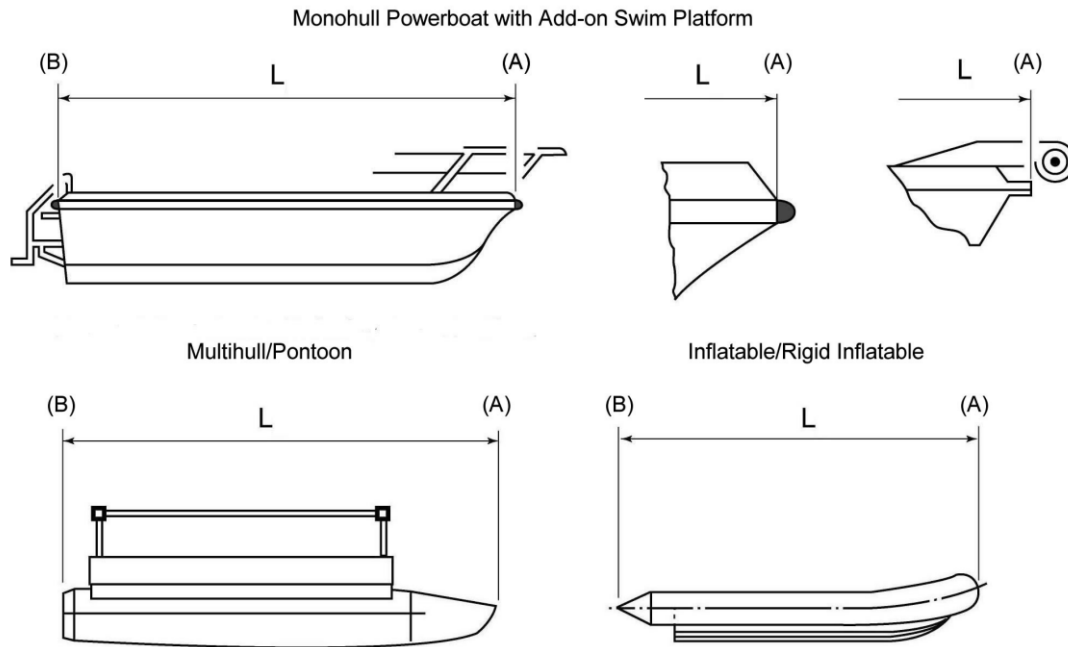 Monohull Powerboat with Add-on Swim Platform
(B) L (A) L (A) L (A)
Multihull/Pontoon Inflatable/Rigid Inflatable
(B) L (A) (B) L (A)